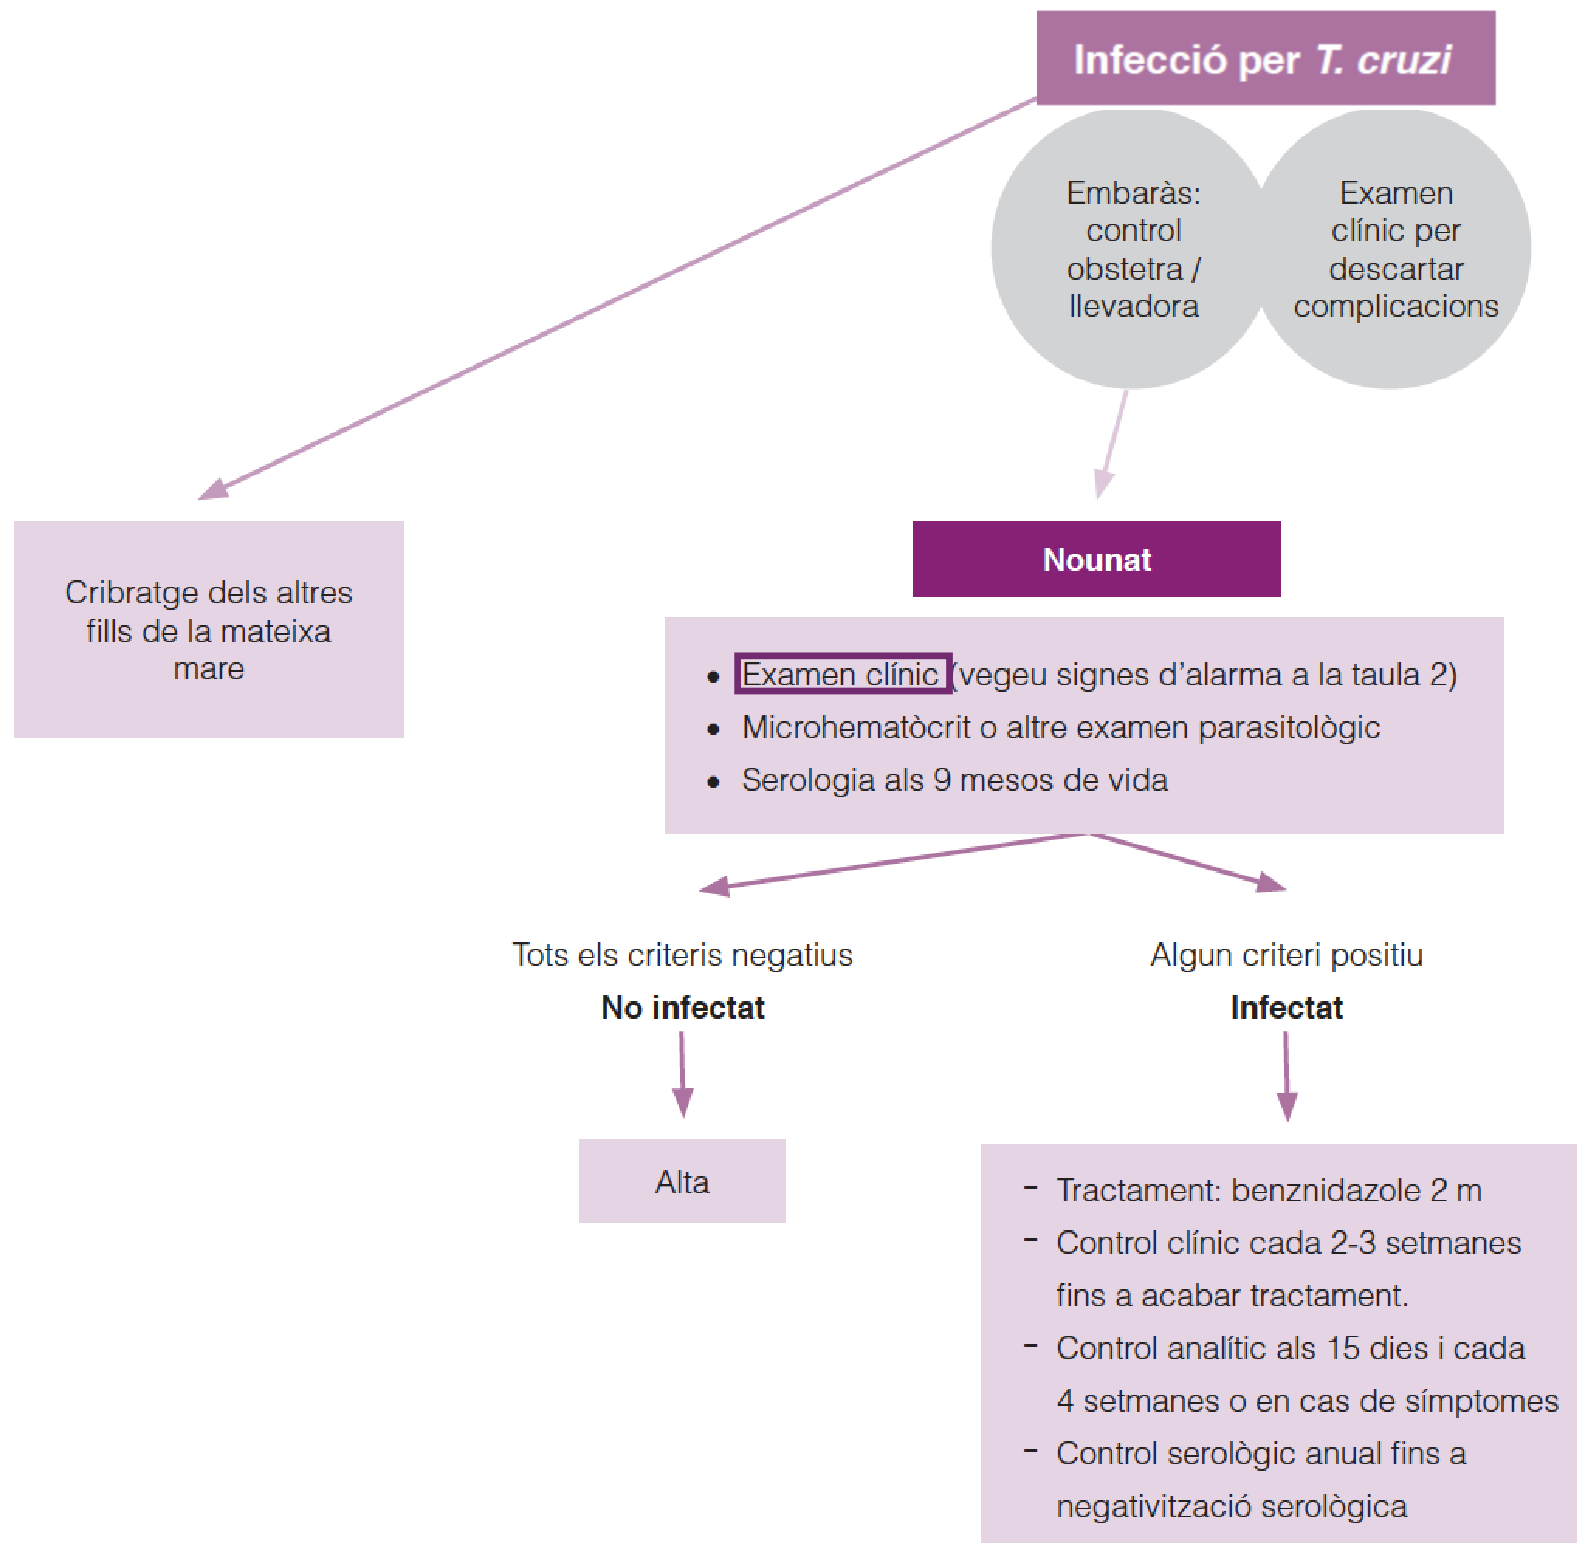 Infecció per T. cruzi
Embaràs:
control
obstetra /
llevadora
Examen
clínic per
descartar
complicacions
Cribratge dels altres
fills de la mateixa
mare
Nounat
• Examen clínic (vegeu signes d'alarma a la taula 2)
• Microhematòcrit o altre examen parasitològic
• Serologia als 9 mesos de vida
Tots els criteris negatius
No infectat
Alta
Algun criteri positiu
Infectat
- Tractament: benznidazole 2 m
- Control clínic cada 2-3 setmanes
fins a acabar tractament.
- Control analític als 15 dies i cada
4 setmanes o en cas de símptomes
- Control serològic anual fins a
negativització serològica